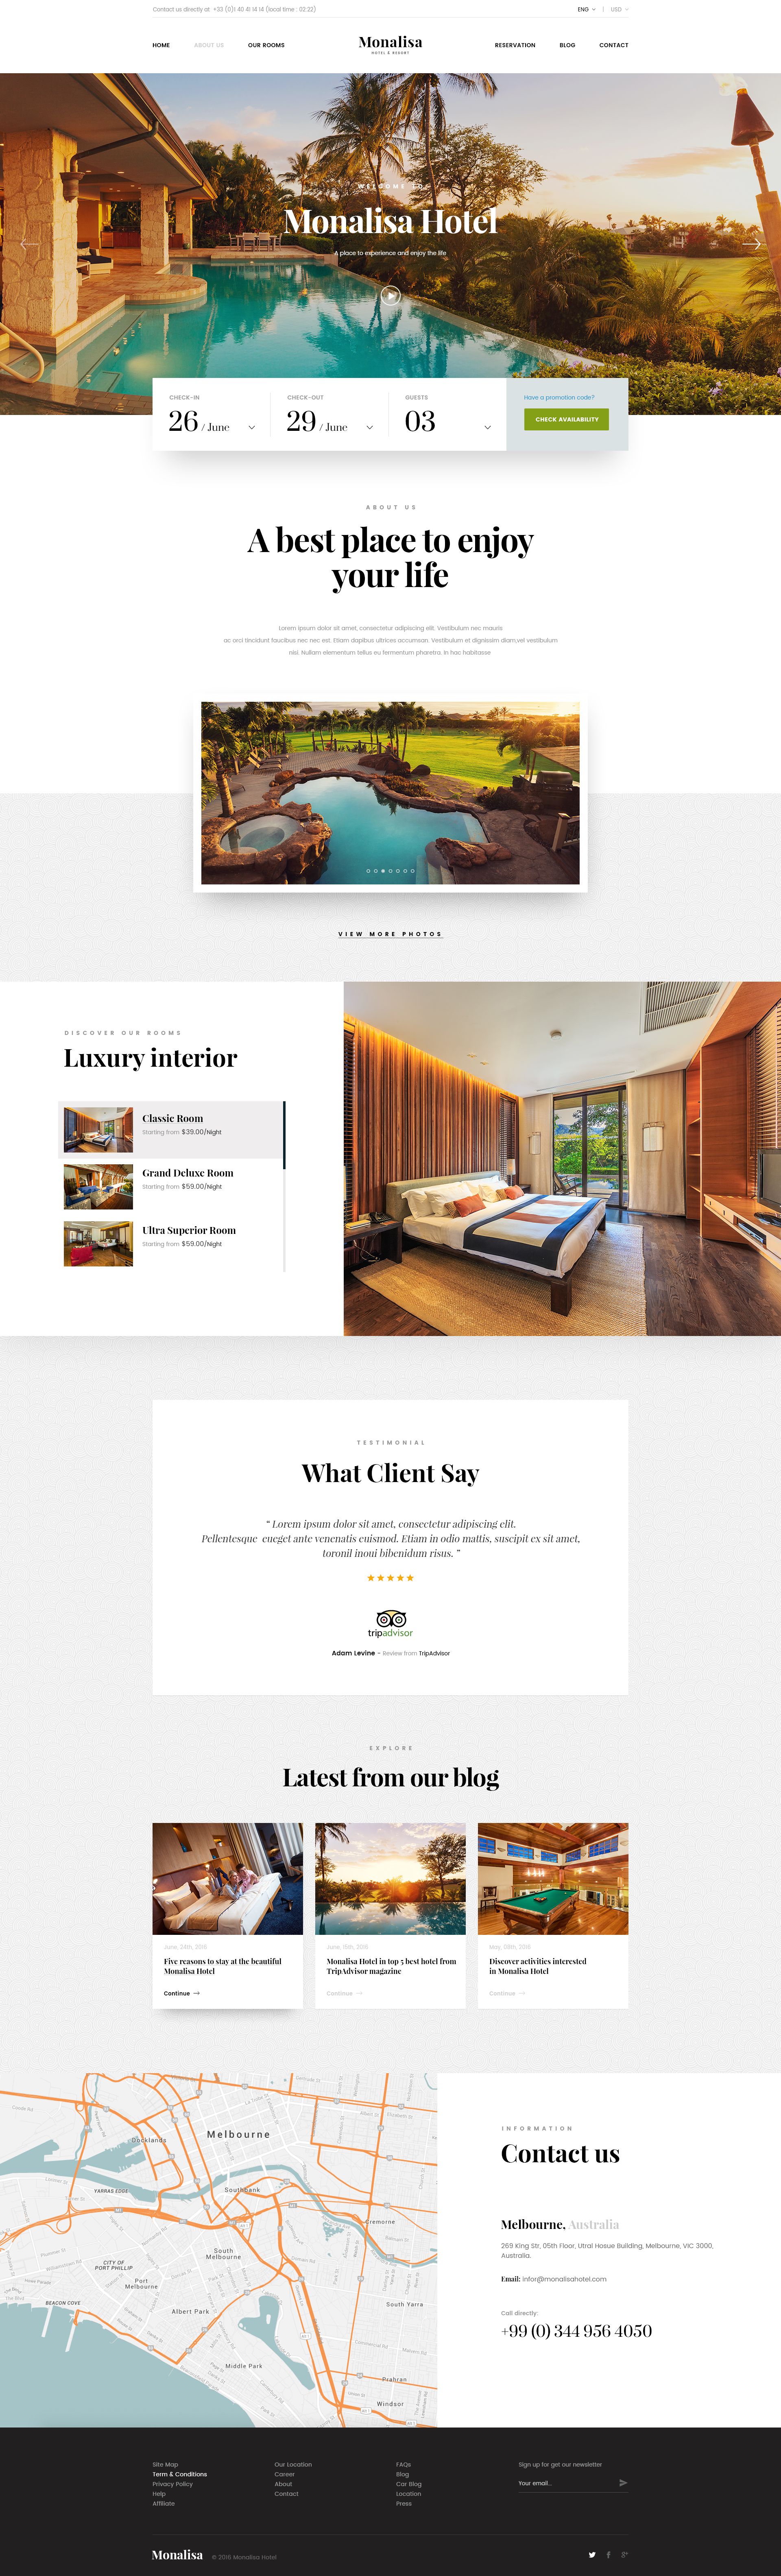 Contact us directly at +33 (0)1 40 41 14 14 (local time : 02:22)
ENG | USD
HOME ABOUT US OUR ROOMS
Monalisa
HOTEL & RESORT
RESERVATION BLOG CONTACT
WELCOME TO
Monalisa Hotel
A place to experience and enjoy the life
CHECK-IN
26 / June
CHECK-OUT
29 / June
GUESTS
03
Have a promotion code?
CHECK AVAILABILITY
ABOUT US
A best place to enjoy
your life
Lorem ipsum dolor sit amet, consectetur adipiscing elit. Vestibulum nec mauris
ac orci tincidunt faucibus nec nec est. Etiam dapibus ultrices accumsan. Vestibulum et dignissim diam,vel vestibulum
nisi. Nullam elementum tellus eu fermentum pharetra. In hac habitasse
VIEW MORE PHOTOS
DISCOVER OUR ROOMS
Luxury interior
Classic Room
Starting from $39.00/Night
Grand Deluxe Room
Starting from $59.00/Night
Ultra Superior Room
Starting from $59.00/Night
TESTIMONIAL
What Client Say
“ Lorem ipsum dolor sit amet, consectetur adipiscing elit.
Pellentesque cueget ante venenatis euismod. Etiam in odio mattis, suscipit ex sit amet,
toronil inoui bibendum risus. ”
tripadvisor
Adam Levine - Review from TripAdvisor
EXPLORE
Latest from our blog
June, 24th, 2016
Five reasons to stay at the beautiful
Monalisa Hotel
Continue
June, 15th, 2016
Monalisa Hotel in top 5 best hotel from
TripAdvisor magazine
Continue
May, 08th, 2016
Discover activities interested
in Monalisa Hotel
Continue
Melbourne
Docklands
YARRAS EDGE
Southbank
Cremorne
South
Melbourne
CITY OF
PORT PHILLIP
Port
Melbourne
BEACON COVE
Albert Park
South Yarra
Middle Park
Prahran
Windsor
INFORMATION
Contact us
Melbourne, Australia
269 King Str, 05th Floor, Utral Hosue Building, Melbourne, VIC 3000,
Australia.
Email: infor@monalisahotel.com
Call directly:
+99 (0) 344 956 4050
Site Map
Term & Conditions
Privacy Policy
Help
Affiliate
Our Location
Career
About
Contact
FAQs
Blog
Car Blog
Location
Press
Sign up for get our newsletter
Your email...
Monalisa © 2016 Monalisa Hotel